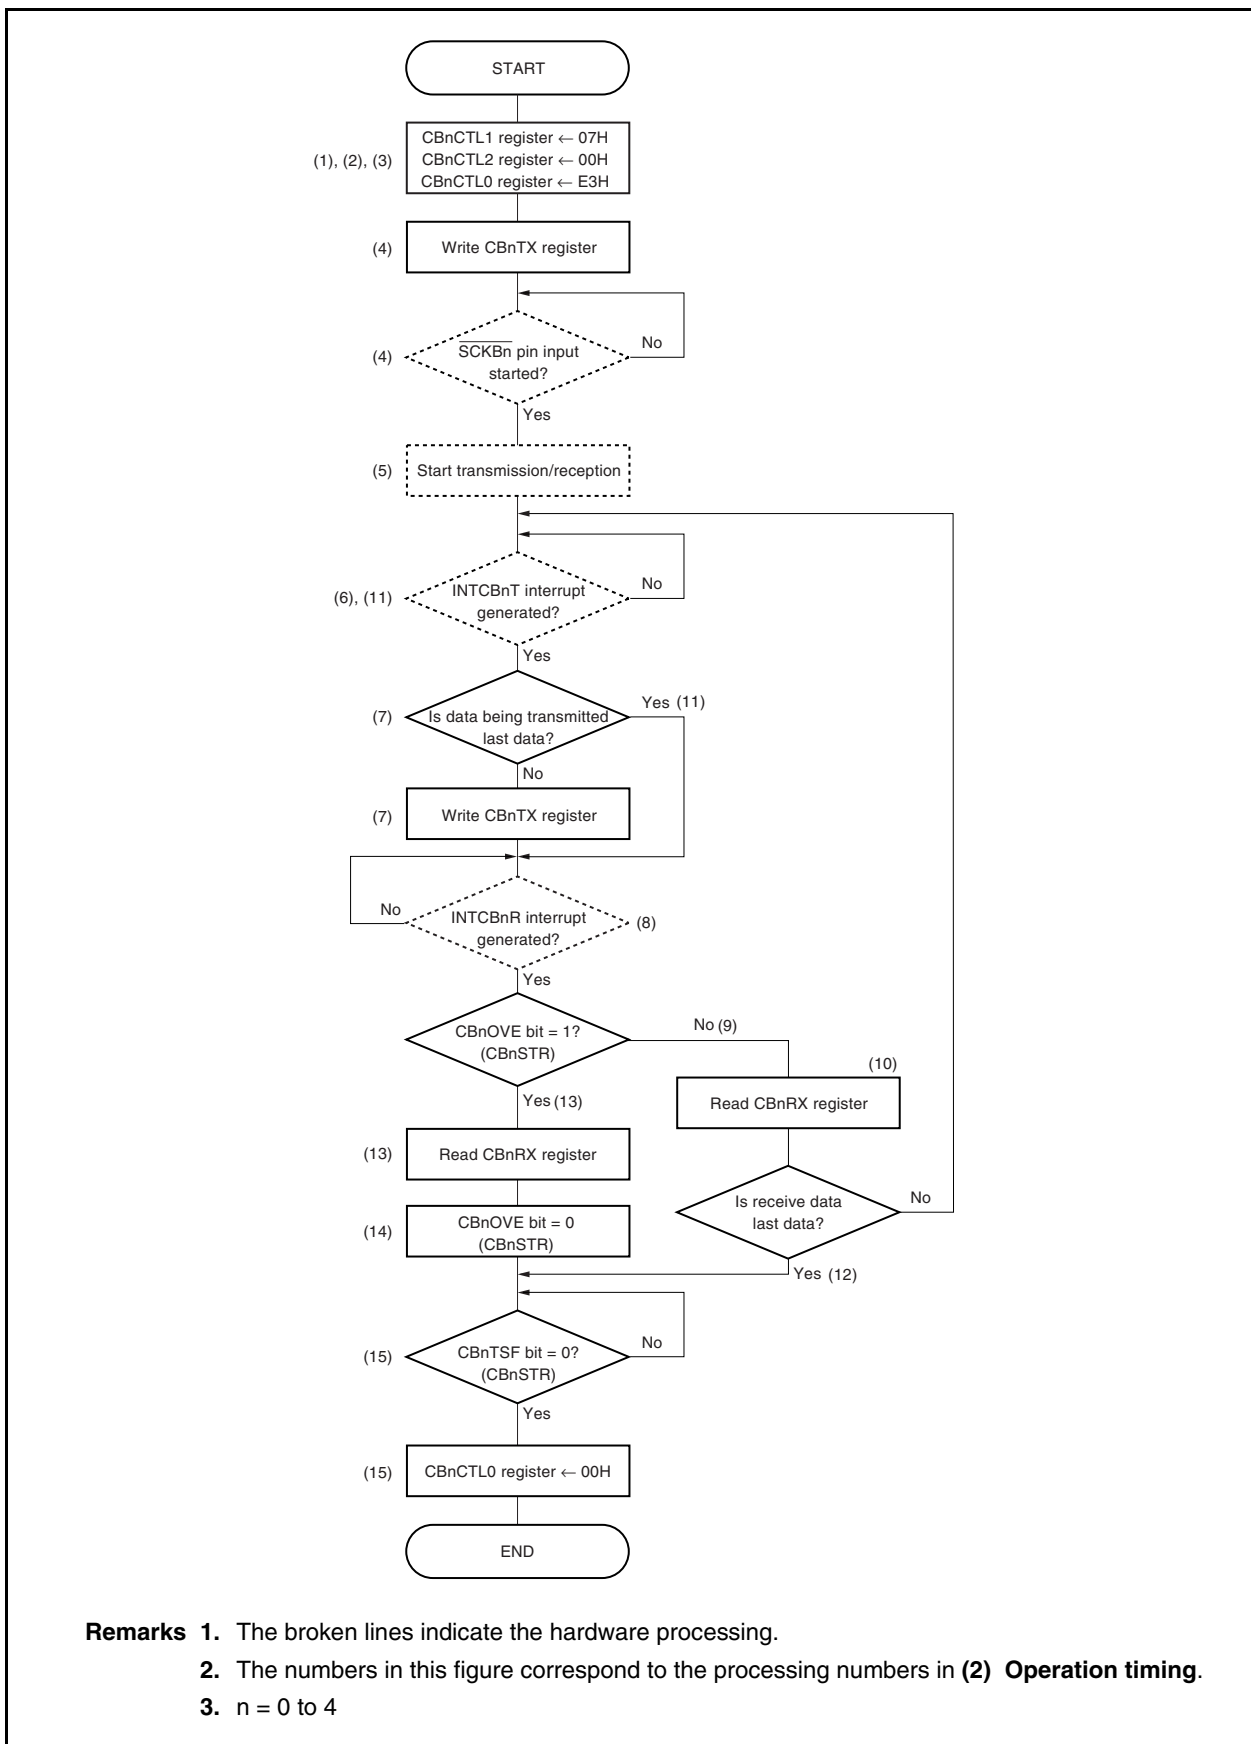 START
CBnCTL1 register ← 07H
(1), (2), (3) CBnCTL2 register ← 00H
CBnCTL0 register ← E3H
(4) Write CBnTX register
No
(4) SCKBn pin input
started?
Yes
(5) Start transmission/reception
No
(6), (11) INTCBnT interrupt
generated?
Yes
Yes (11)
(7) Is data being transmitted
last data?
No
(7) Write CBnTX register
No
INTCBnR interrupt (8)
generated?
Yes
CBnOVE bit = 1? No (9)
(CBnSTR)
(10)
Yes (13) Read CBnRX register
(13) Read CBnRX register
Is receive data No
last data?
(14) CBnOVE bit = 0
(CBnSTR)
Yes (12)
No
(15) CBnTSF bit = 0?
(CBnSTR)
Yes
(15) CBnCTL0 register ← 00H
END
Remarks 1. The broken lines indicate the hardware processing.
2. The numbers in this figure correspond to the processing numbers in (2) Operation timing.
3. n = 0 to 4